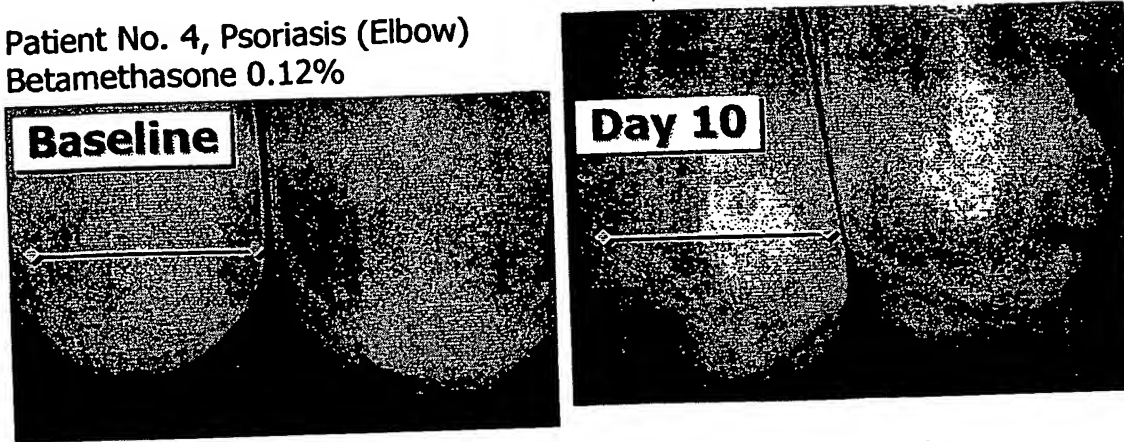 Patient No. 4, Psoriasis (Elbow)
Betamethasone 0.12%
Baseline
Day 10